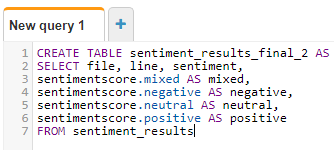 New query 1
+
1 CREATE TABLE sentiment_results_final_2 AS
2 SELECT file, line, sentiment,
3 sentimentscore.mixed AS mixed,
4 sentimentscore.negative AS negative,
5 sentimentscore.neutral AS neutral,
6 sentimentscore.positive AS positive
7 FROM sentiment_results